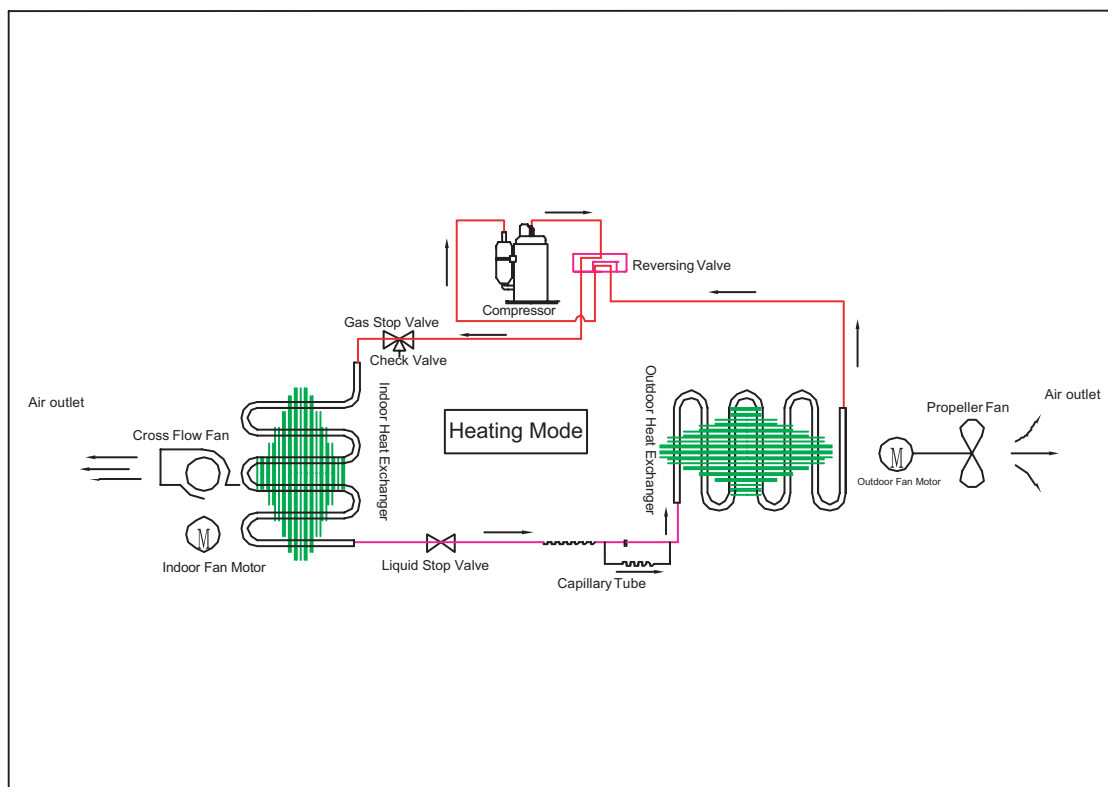 Reversing Valve
Compressor
Gas Stop Valve
Check Valve
Indoor Heat Exchanger
Outdoor Heat Exchanger
Air outlet
Cross Flow Fan
Heating Mode
Propeller Fan
Air outlet
M
Outdoor Fan Motor
M
Indoor Fan Motor
Liquid Stop Valve
Capillary Tube